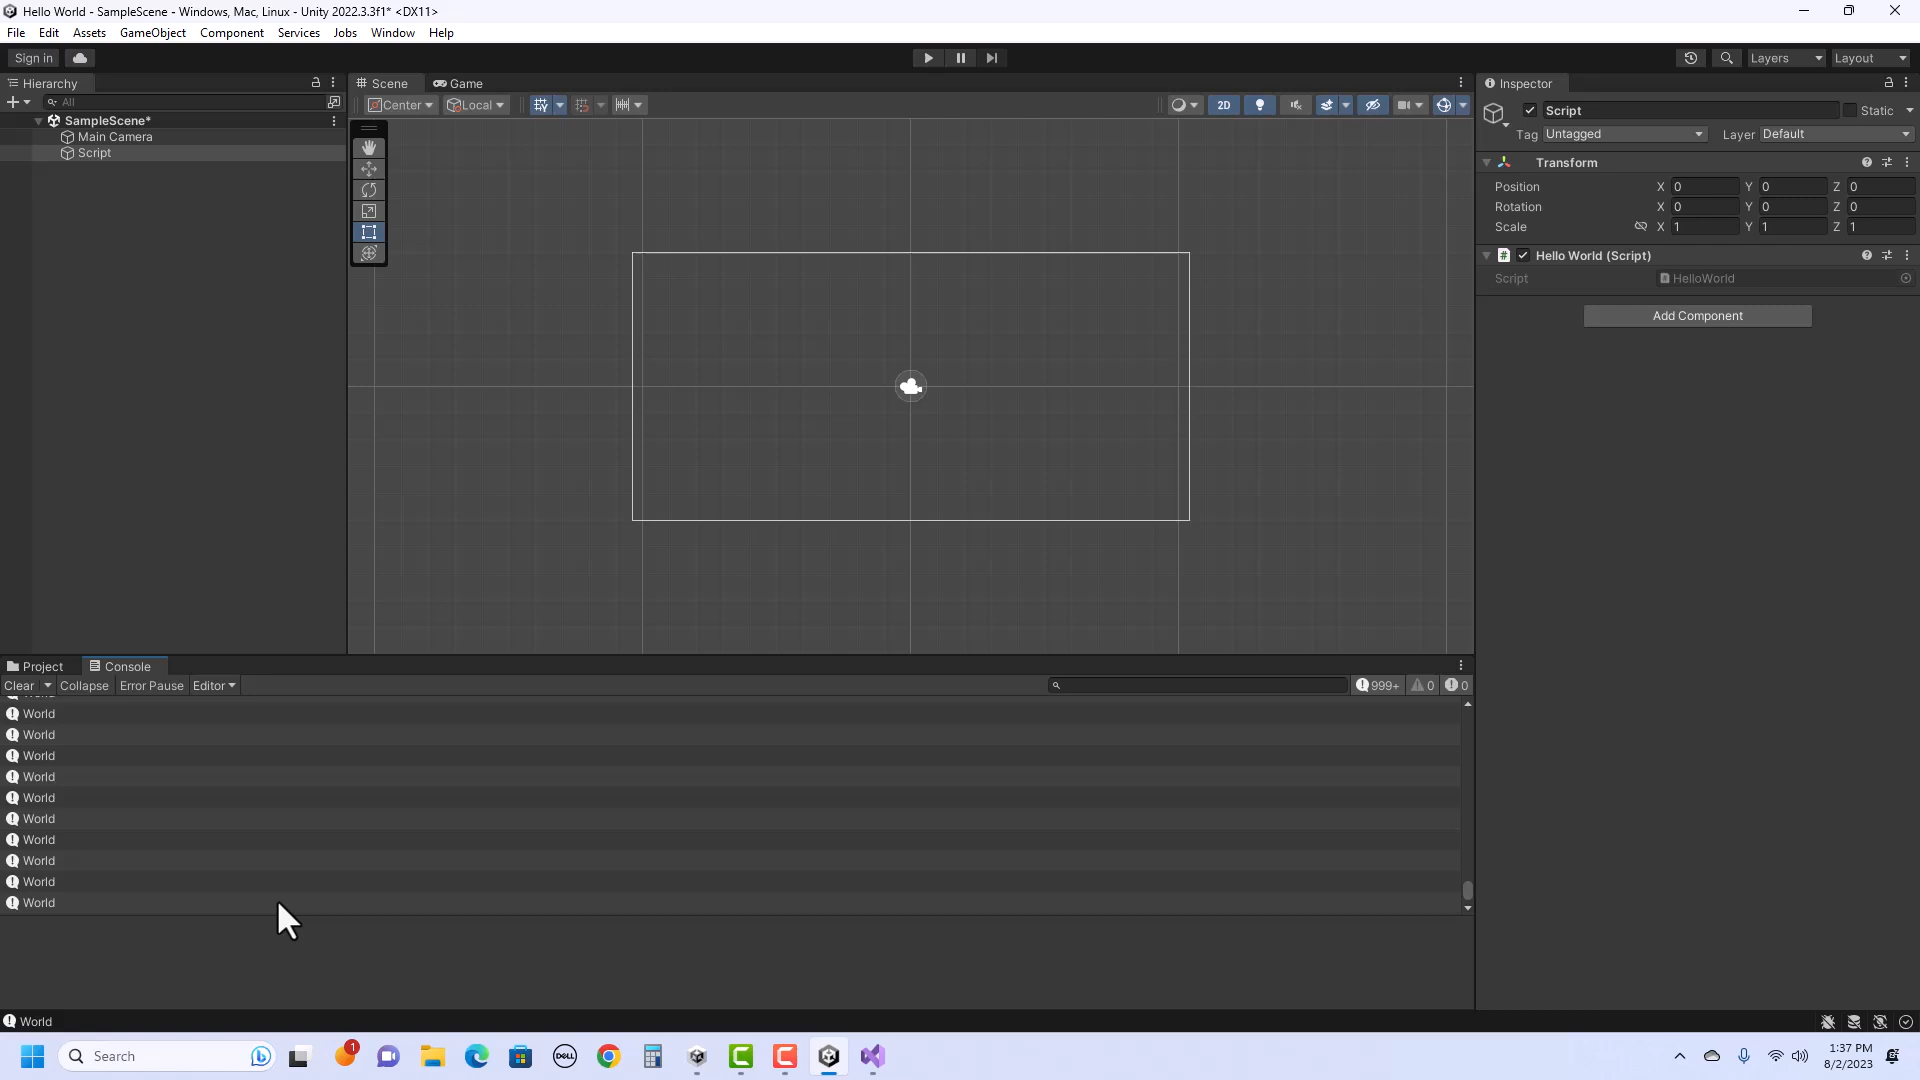 Hello World - SampleScene - Windows, Mac, Linux - Unity 2022.3.3f1* <DX11>
File Edit Assets GameObject Component Services Jobs Window Help
Sign in
Layers
Layout
Hierarchy
Scene
Game
Inspector
All
Center
Local
2D
SampleScene*
Main Camera
Script
Script
Static
Tag Untagged Layer Default
Transform
Position X 0 Y 0 Z 0
Rotation X 0 Y 0 Z 0
Scale X 1 Y 1 Z 1
# Hello World (Script)
Script HelloWorld
Add Component
Project
Console
Clear Collapse Error Pause Editor
999+ 0 0
World
World
World
World
World
World
World
World
World
World
World
Search
1
DELL
1:37 PM
8/2/2023